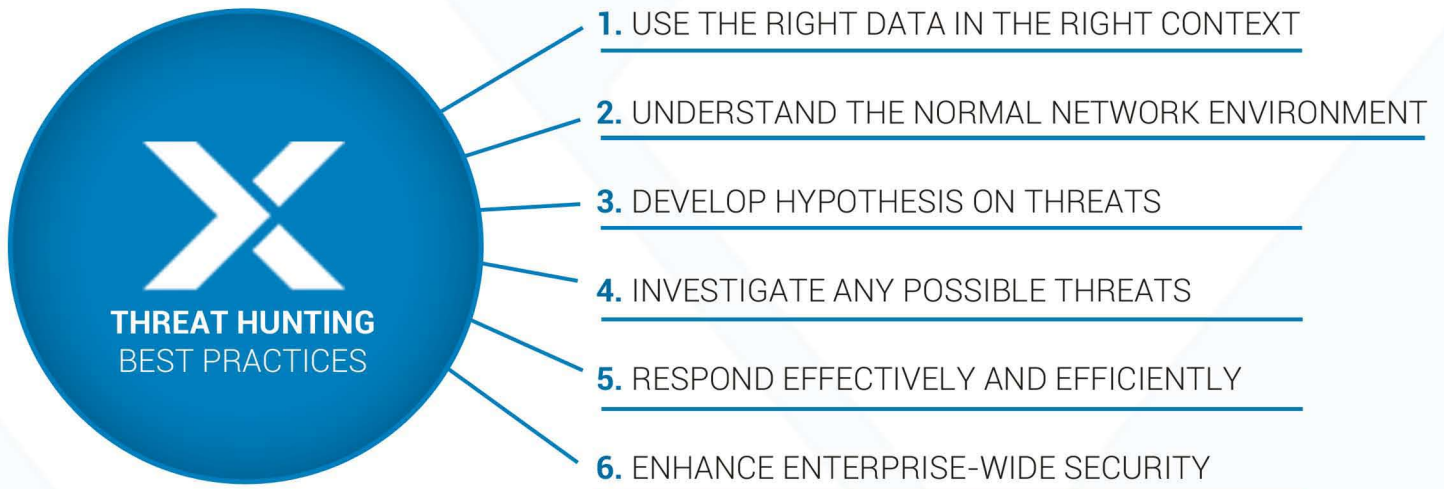 THREAT HUNTING
BEST PRACTICES
1. USE THE RIGHT DATA IN THE RIGHT CONTEXT
2. UNDERSTAND THE NORMAL NETWORK ENVIRONMENT
3. DEVELOP HYPOTHESIS ON THREATS
4. INVESTIGATE ANY POSSIBLE THREATS
5. RESPOND EFFECTIVELY AND EFFICIENTLY
6. ENHANCE ENTERPRISE-WIDE SECURITY